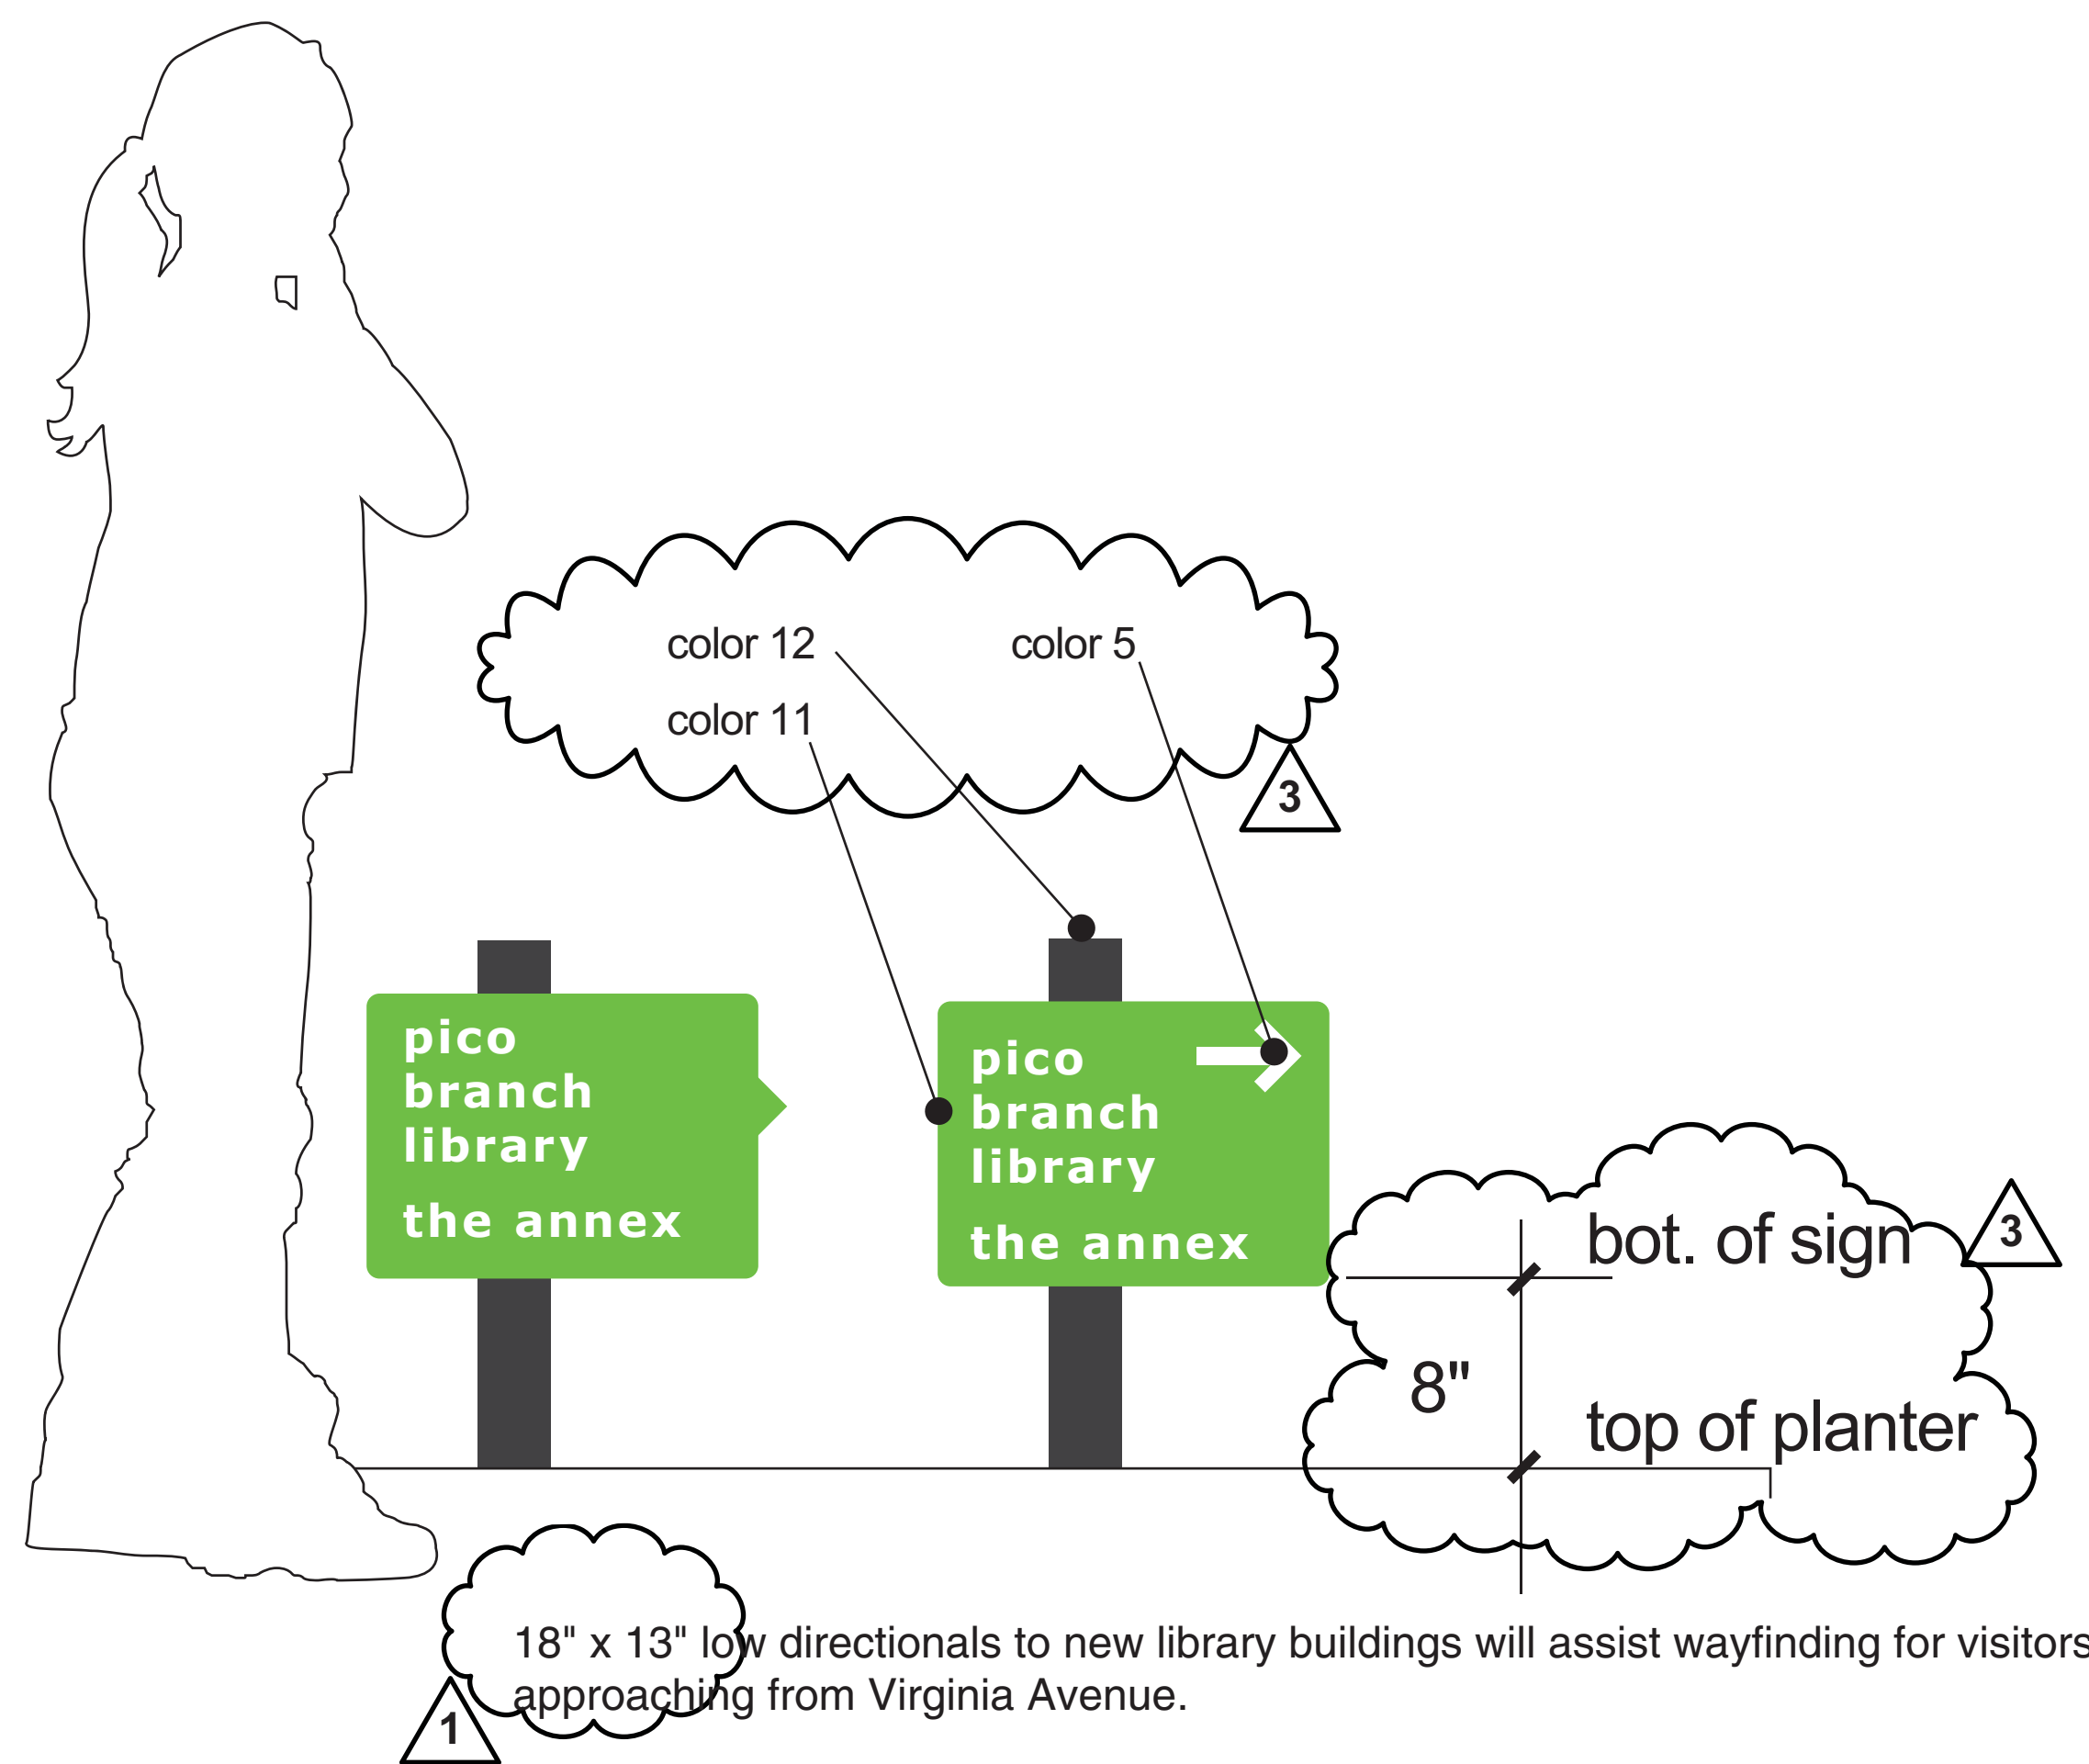 color 12
color 5
color 11
3
pico
branch
library
the annex
pico
branch
library
the annex
bot. of sign
3
8"
top of planter
18" x 13" low directionals to new library buildings will assist wayfinding for visitors
approaching from Virginia Avenue.
1